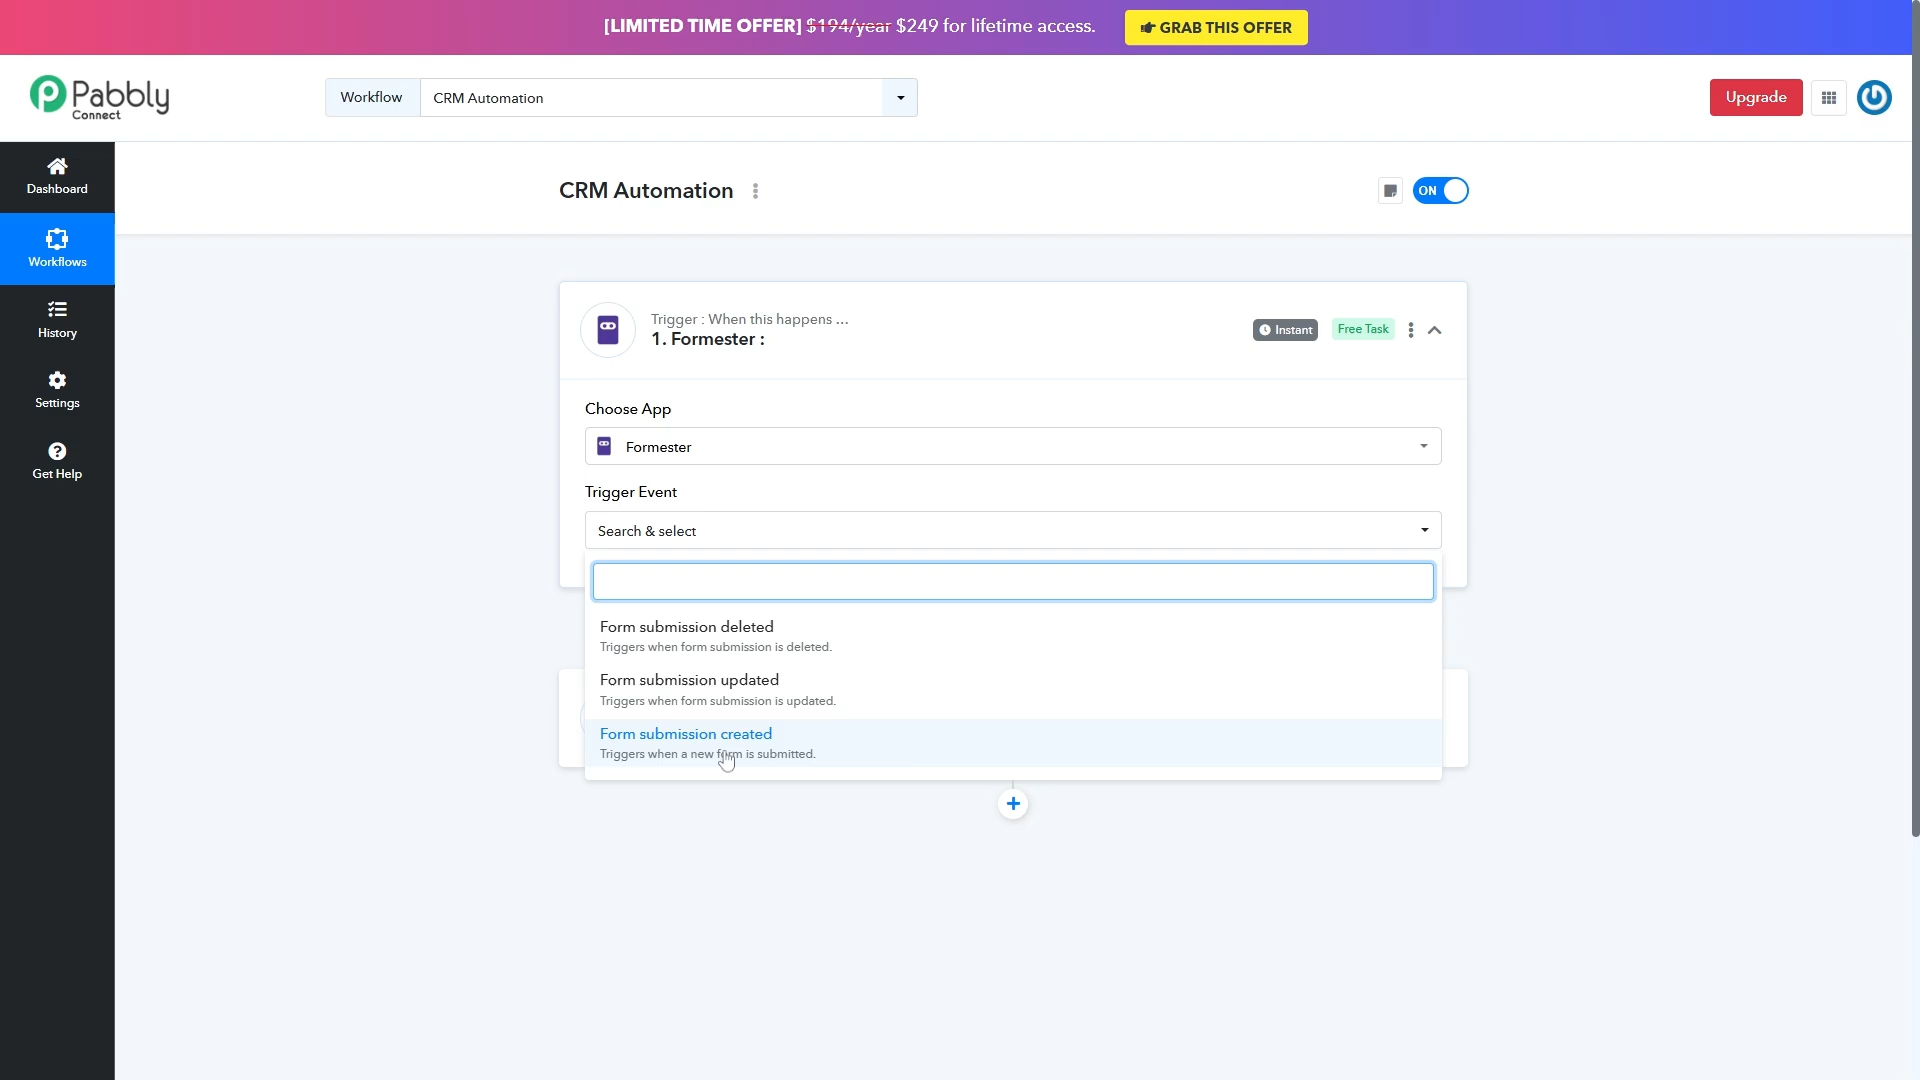 [LIMITED TIME OFFER] $194/year $249 for lifetime access.
GRAB THIS OFFER
Pabbly
Connect
Workflow
CRM Automation
Upgrade
Dashboard
Workflows
History
Settings
Get Help
CRM Automation
ON
Trigger : When this happens ...
1. Formester :
Instant
Free Task
Choose App
Formester
Trigger Event
Search & select
Form submission deleted
Triggers when form submission is deleted.
Form submission updated
Triggers when form submission is updated.
Form submission created
Triggers when a new form is submitted.